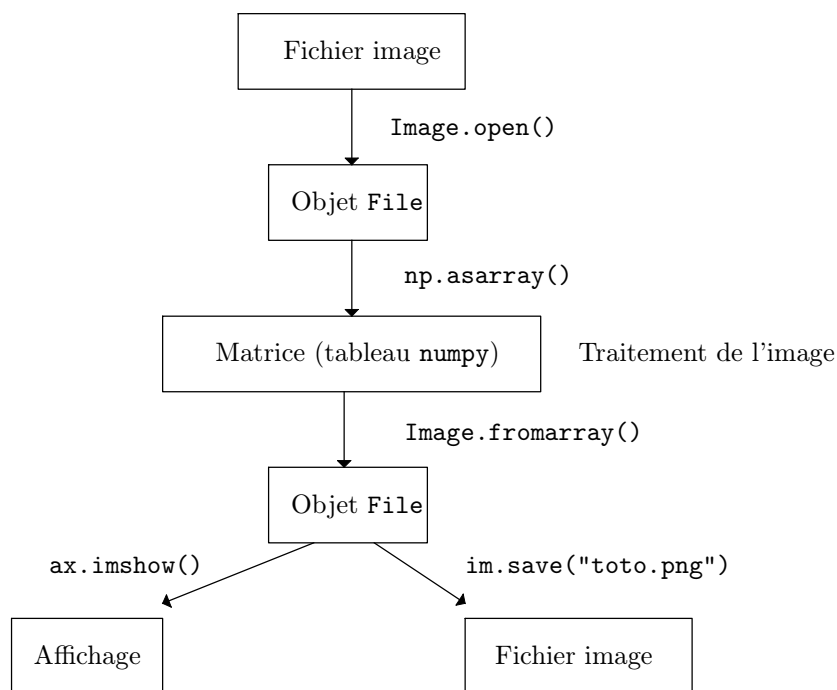 Fichier image
Image.open()
Objet File
np.asarray()
Matrice (tableau numpy)
Traitement de l'image
Image.fromarray()
Objet File
ax.imshow()
im.save("toto.png")
Affichage
Fichier image